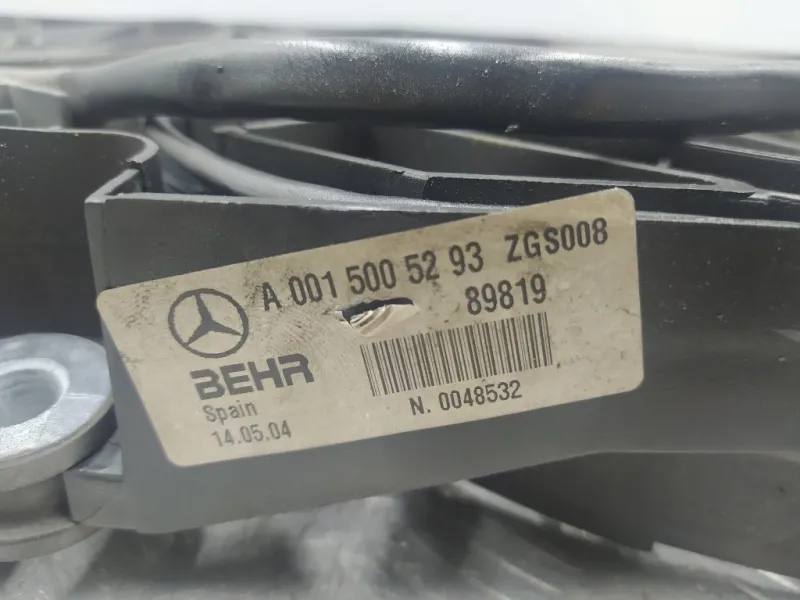 A 001 500 52 93 ZGS008
89819
BEHR
Spain
14.05.04
N. 0048532